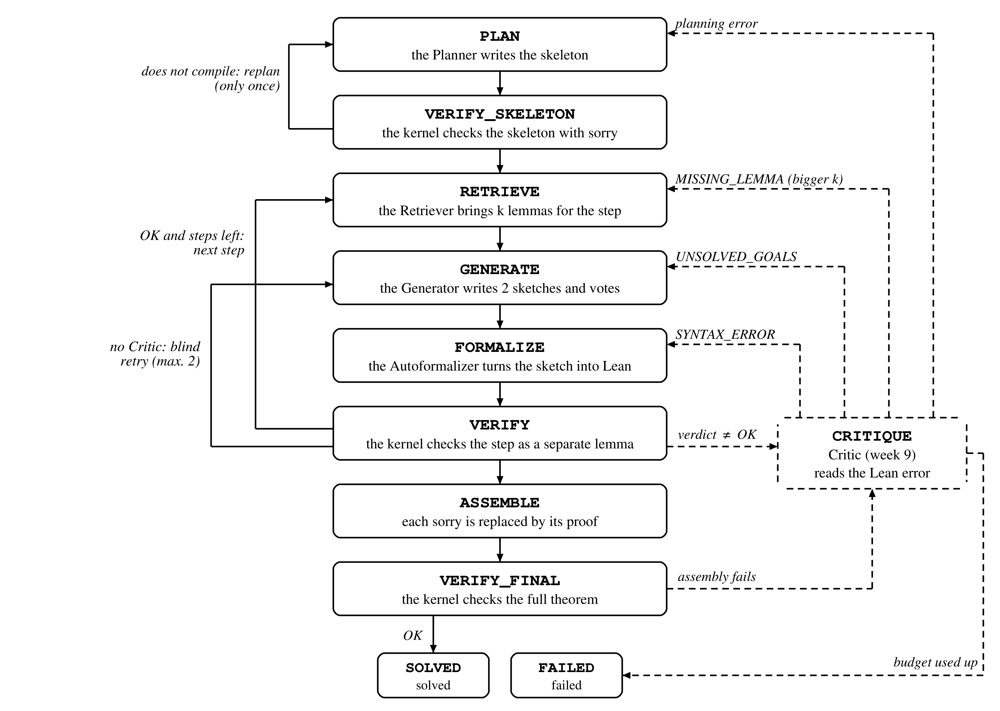 planning error
PLAN
the Planner writes the skeleton
does not compile: replan
(only once)
VERIFY_SKELETON
the kernel checks the skeleton with sorry
MISSING_LEMMA (bigger k)
RETRIEVE
the Retriever brings k lemmas for the step
OK and steps left:
next step
UNSOLVED_GOALS
GENERATE
the Generator writes 2 sketches and votes
SYNTAX_ERROR
FORMALIZE
the Autoformalizer turns the sketch into Lean
no Critic: blind
retry (max. 2)
VERIFY
the kernel checks the step as a separate lemma
verdict ≠ OK
CRITIQUE
Critic (week 9)
reads the Lean error
ASSEMBLE
each sorry is replaced by its proof
VERIFY_FINAL
the kernel checks the full theorem
assembly fails
OK
SOLVED
solved
FAILED
failed
budget used up